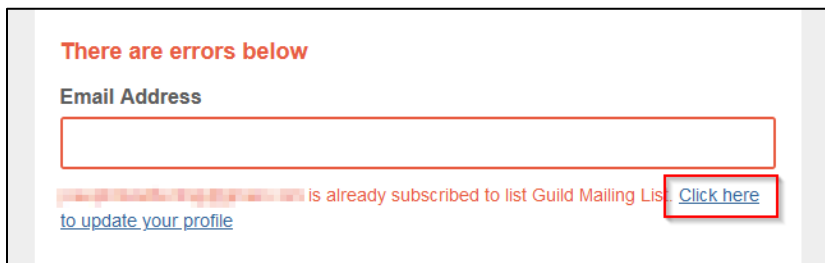 There are errors below
Email Address
is already subscribed to list Guild Mailing List. Click here
to update your profile